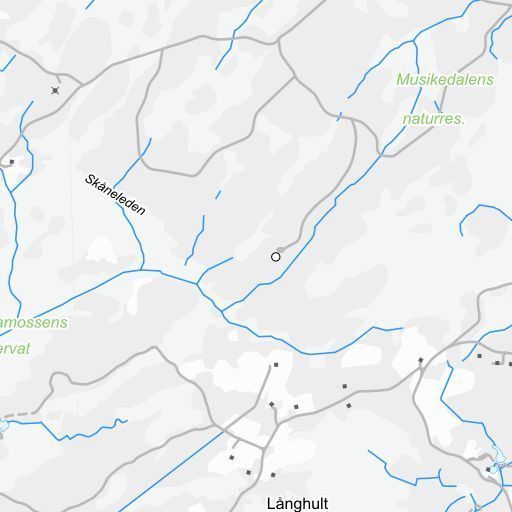 Musikedalens
naturres.
Skåneleden
amossens
ervat
Långhult